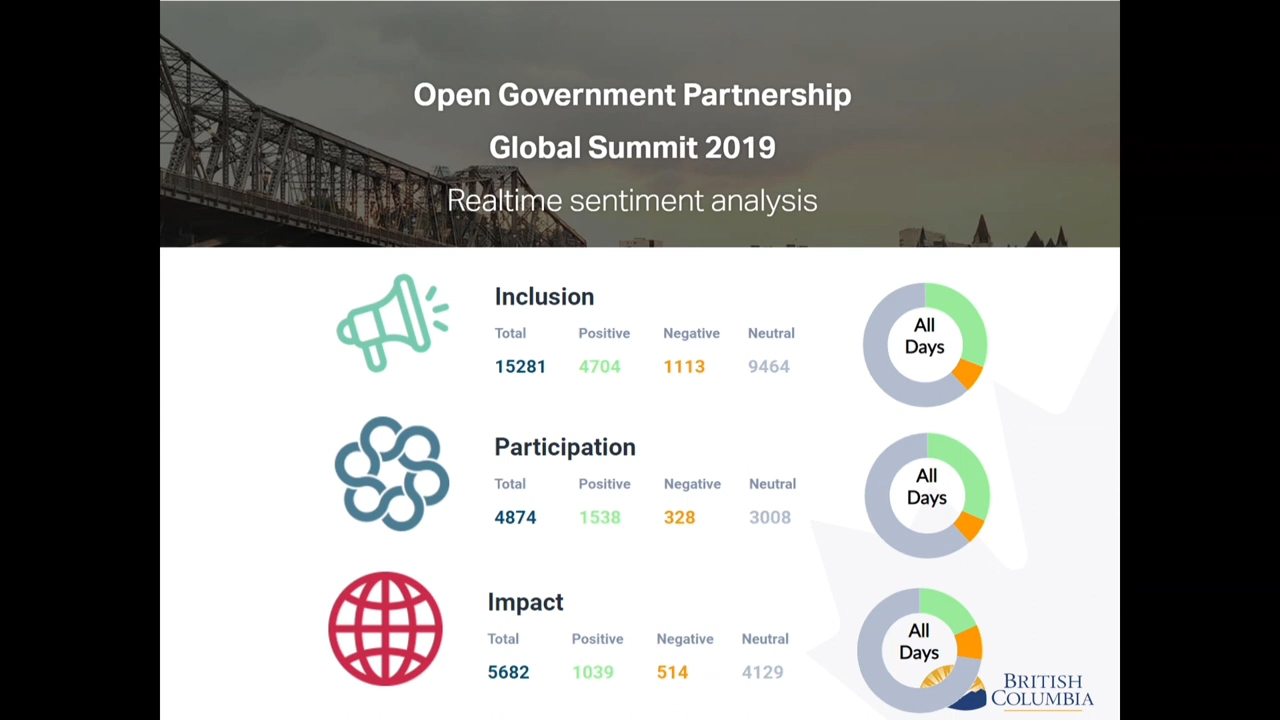 Open Government Partnership
Global Summit 2019
Realtime sentiment analysis
Inclusion
Total Positive Negative Neutral
15281 4704 1113 9464
All
Days
Participation
Total Positive Negative Neutral
4874 1538 328 3008
All
Days
Impact
Total Positive Negative Neutral
5682 1039 514 4129
All
Days
BRITISH
COLUMBIA